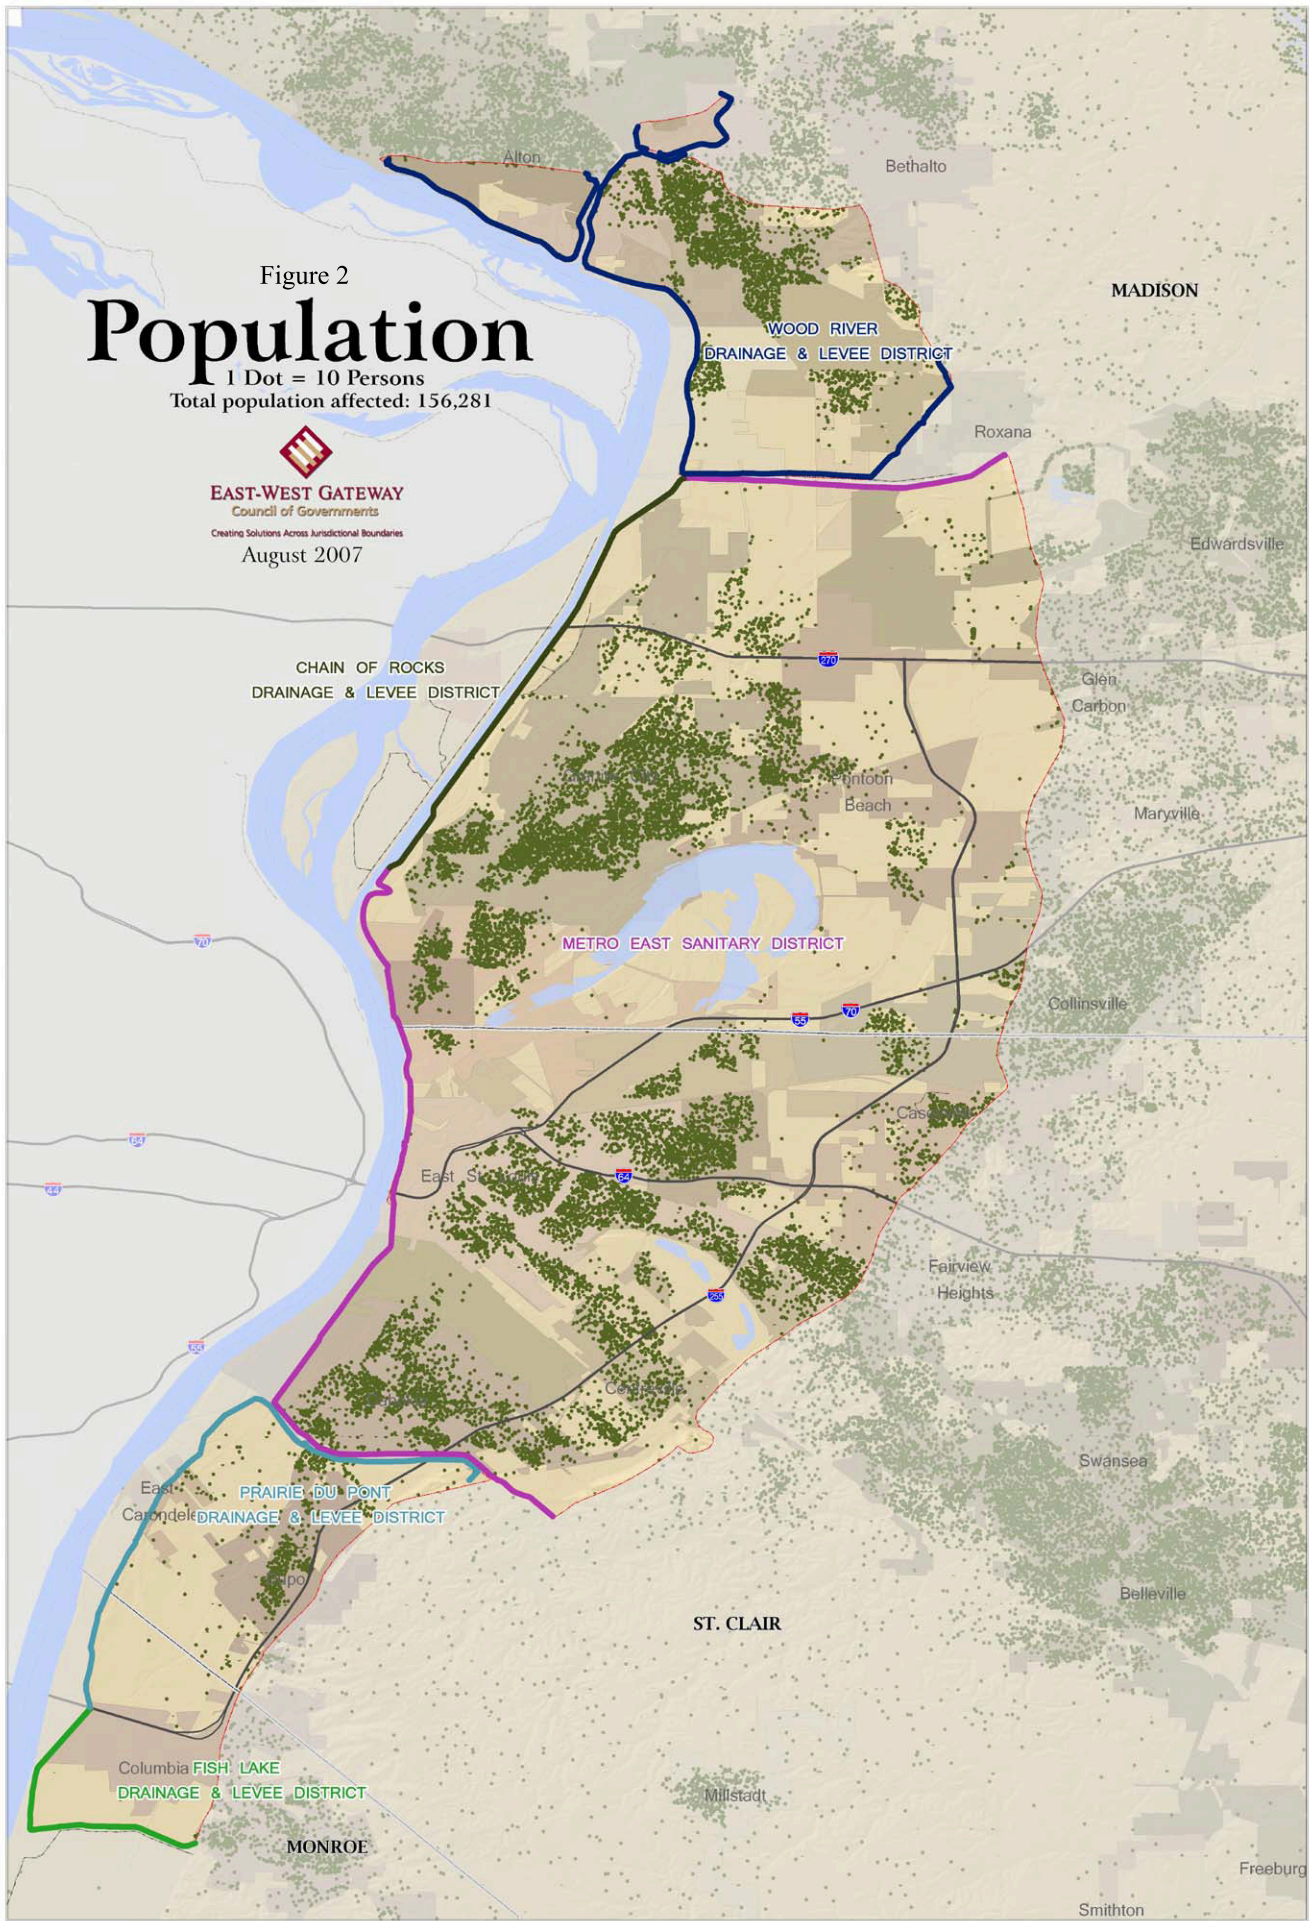 Alton
Bethalto
Figure 2
Population
1 Dot = 10 Persons
Total population affected: 156,281
EAST-WEST GATEWAY
Council of Governments
Creating Solutions Across Jurisdictional Boundaries
August 2007
MADISON
WOOD RIVER
DRAINAGE & LEVEE DISTRICT
Roxana
Edwardsville
CHAIN OF ROCKS
DRAINAGE & LEVEE DISTRICT
270
Glen
Carbon
Pontoon
Beach
Maryville
70
METRO EAST SANITARY DISTRICT
Collinsville
55
70
64
44
East
64
Fairview
Heights
255
55
Swansea
East
PRAIRIE DU PONT
DRAINAGE & LEVEE DISTRICT
Belleville
ST. CLAIR
Columbia
FISH LAKE
DRAINAGE & LEVEE DISTRICT
Millstadt
MONROE
Freeburg
Smithton